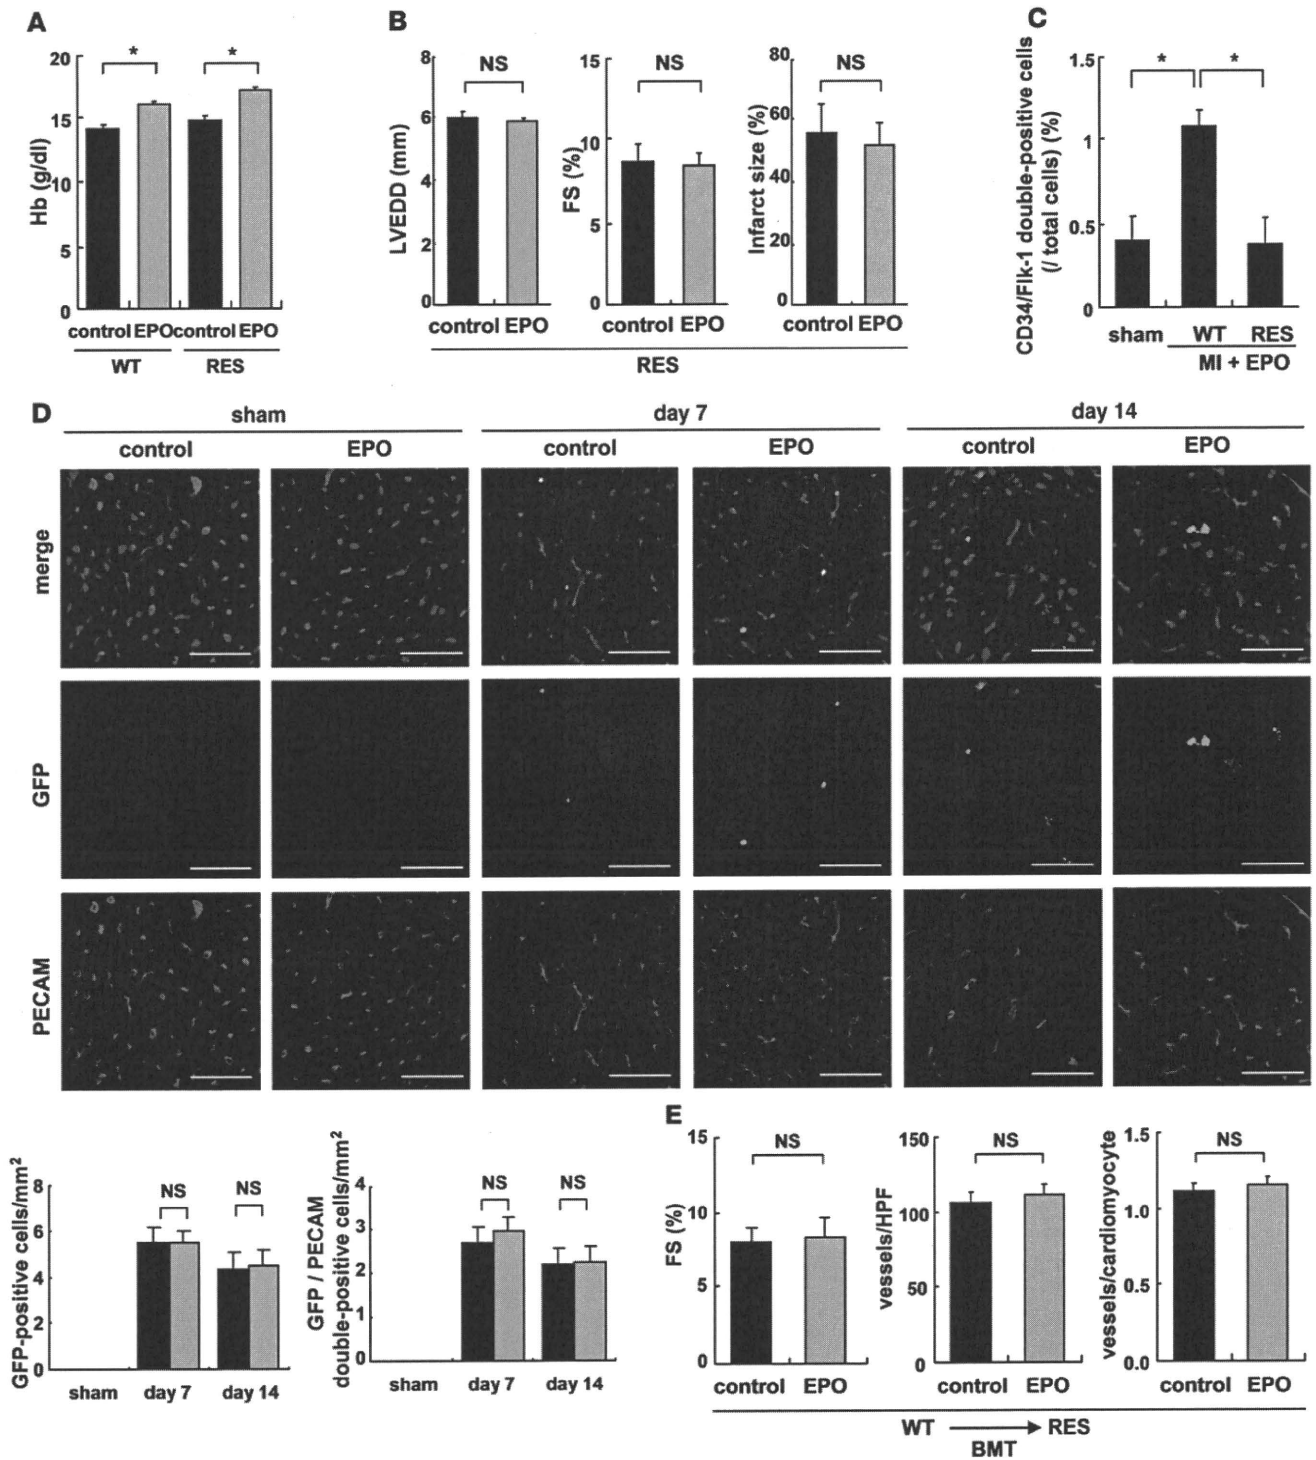 A
Hb (g/dl)
20
15
10
5
0
*
*
control EPO control EPO
WT
RES
B
LVEDD (mm)
8
6
4
2
0
NS
control EPO
FS (%)
15
10
5
0
NS
control EPO
Infarct size (%)
80
60
40
20
0
NS
control EPO
RES
C
CD34/Flk-1 double-positive cells
(/ total cells) (%)
1.5
1
0.5
0
*
*
sham
WT
RES
MI + EPO
D
sham
day 7
day 14
control
EPO
control
EPO
control
EPO
merge
GFP
PECAM
GFP-positive cells/mm²
8
6
4
2
0
NS
NS
sham
day 7
day 14
GFP / PECAM
double-positive cells/mm²
4
3
2
1
0
NS
NS
sham
day 7
day 14
E
FS (%)
15
10
5
0
NS
control EPO
vessels/HPF
150
100
50
0
NS
control EPO
vessels/cardiomyocyte
1.5
1.0
0.5
0.0
NS
control EPO
WT
RES
BMT